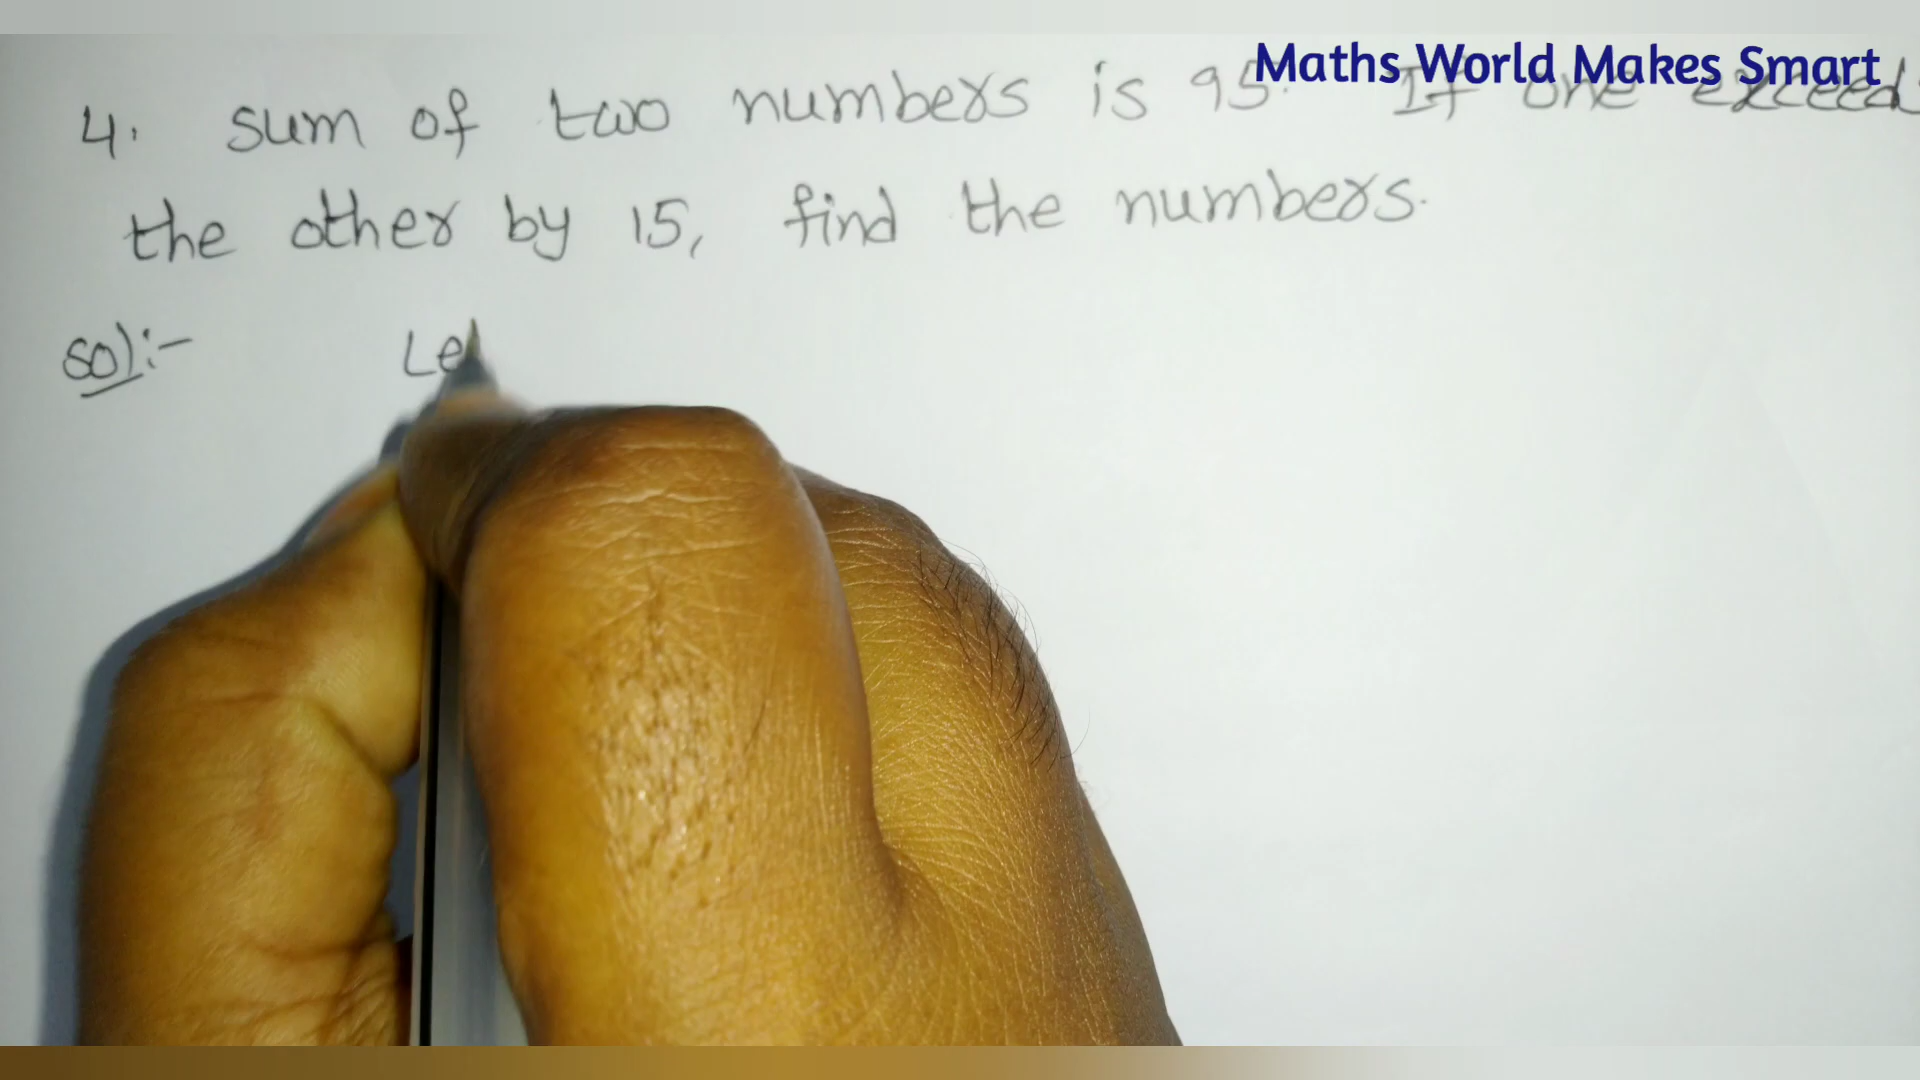 Maths World Makes Smart
4. sum of two numbers is 95. If one exceeds
the other by 15, find the numbers.
sol:- Le